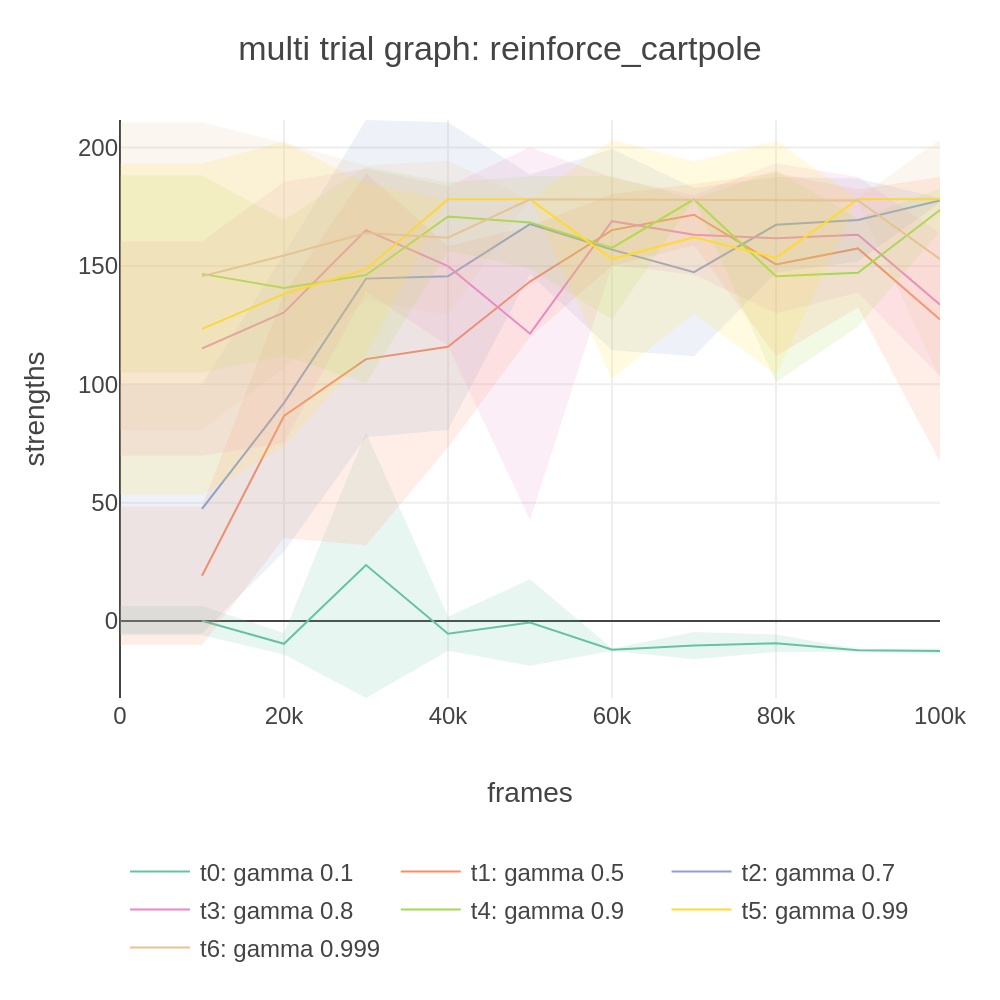 multi trial graph: reinforce_cartpole
strengths
200
150
100
50
0
0 20k 40k 60k 80k 100k
frames
t0: gamma 0.1 t1: gamma 0.5 t2: gamma 0.7
t3: gamma 0.8 t4: gamma 0.9 t5: gamma 0.99
t6: gamma 0.999